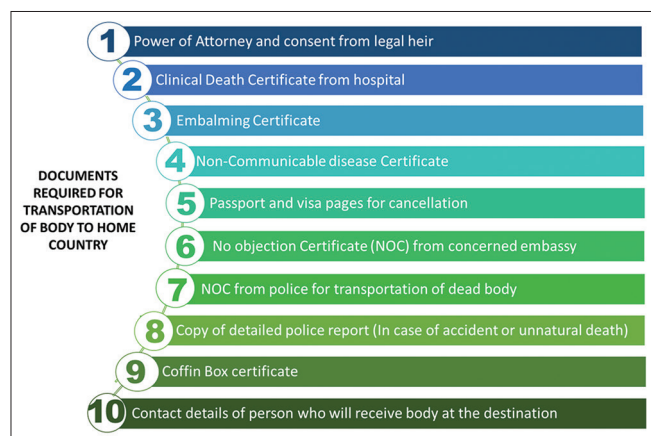 DOCUMENTS
REQUIRED FOR
TRANSPORTATION
OF BODY TO HOME
COUNTRY
1 Power of Attorney and consent from legal heir
2 Clinical Death Certificate from hospital
3 Embalming Certificate
4 Non-Communicable disease Certificate
5 Passport and visa pages for cancellation
6 No objection Certificate (NOC) from concerned embassy
7 NOC from police for transportation of dead body
8 Copy of detailed police report (In case of accident or unnatural death)
9 Coffin Box certificate
10 Contact details of person who will receive body at the destination